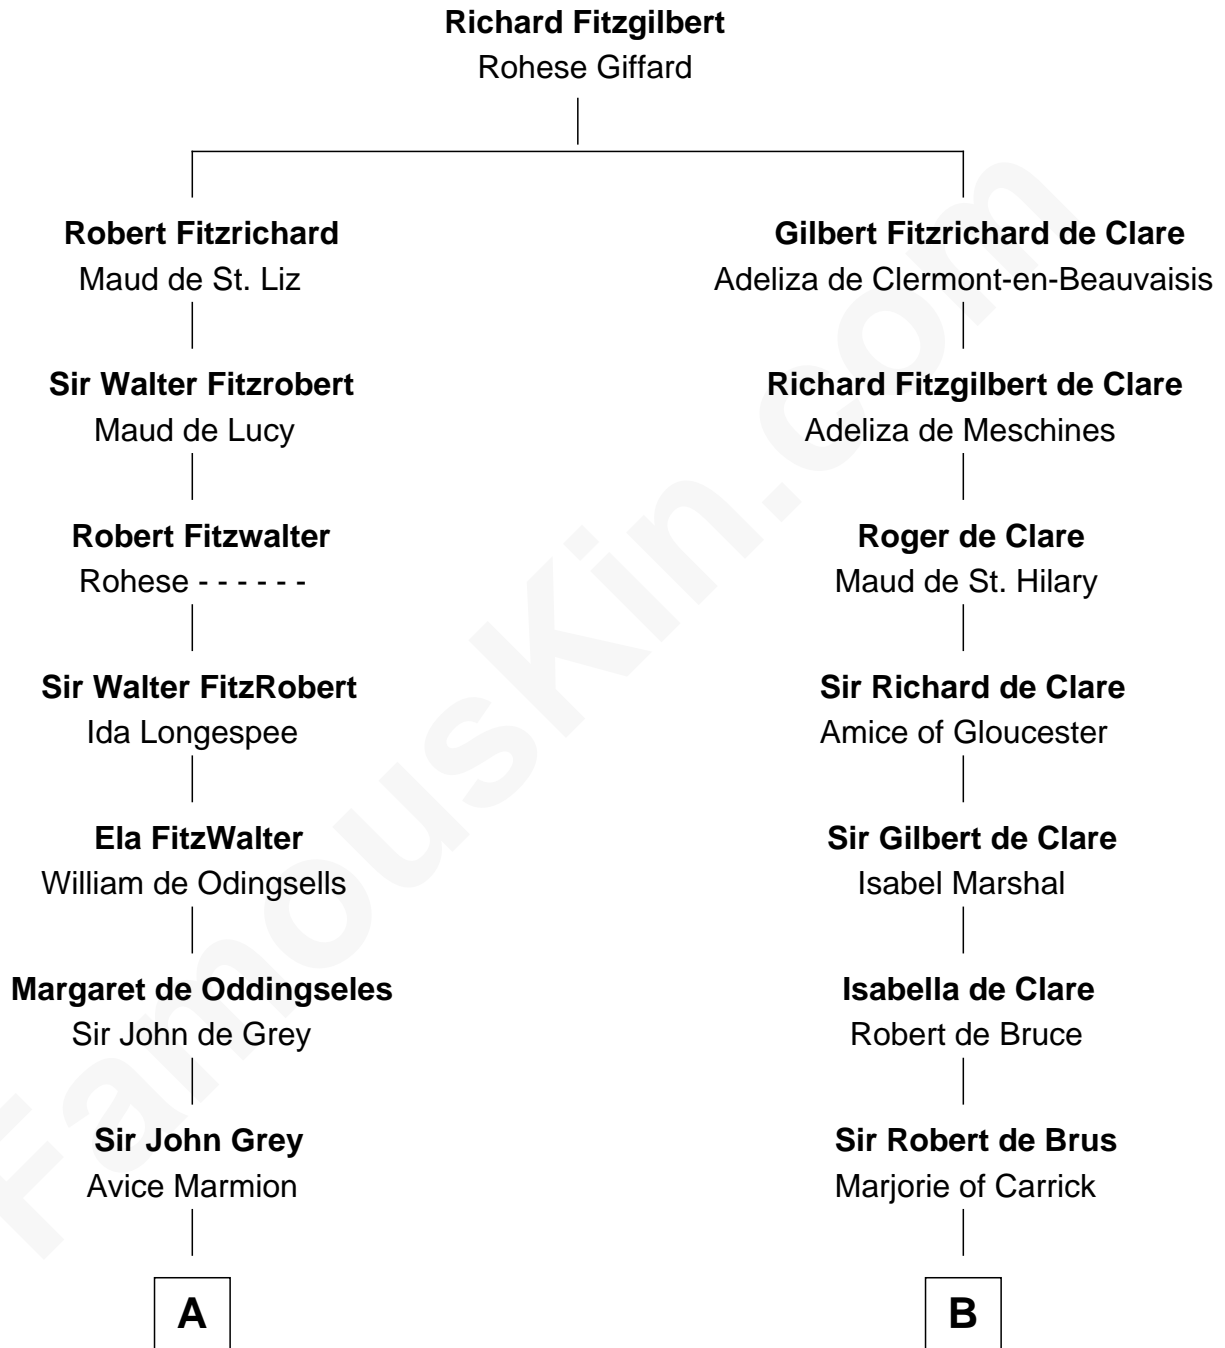 Richard Fitzgilbert
Rohese Giffard
Robert Fitzrichard
Maud de St. Liz
Gilbert Fitzrichard de Clare
Adeliza de Clermont-en-Beauvaisis
Sir Walter Fitzrobert
Maud de Lucy
Richard Fitzgilbert de Clare
Adeliza de Meschines
Robert Fitzwalter
Rohese - - - - - -
Roger de Clare
Maud de St. Hilary
Sir Walter FitzRobert
Ida Longespee
Sir Richard de Clare
Amice of Gloucester
Ela FitzWalter
William de Odingsells
Sir Gilbert de Clare
Isabel Marshal
Margaret de Oddingseles
Sir John de Grey
Isabella de Clare
Robert de Bruce
Sir John Grey
Avice Marmion
Sir Robert de Brus
Marjorie of Carrick
A
B
FamousKin.com